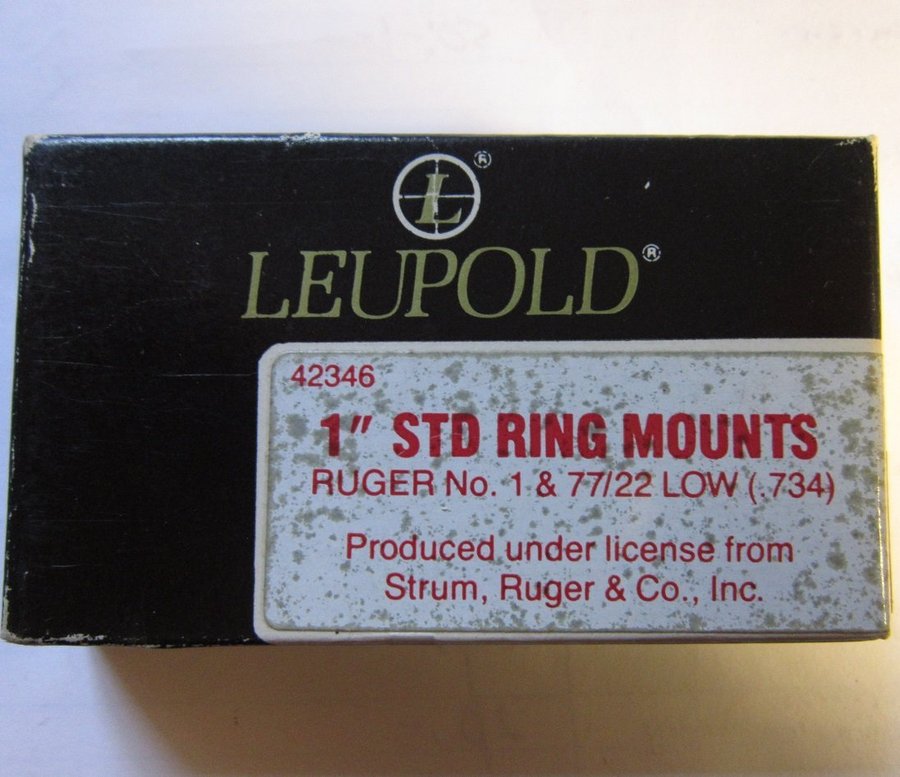 L ®
LEUPOLD®
42346
1" STD RING MOUNTS
RUGER No. 1 & 77/22 LOW (.734)
Produced under license from
Strum, Ruger & Co., Inc.